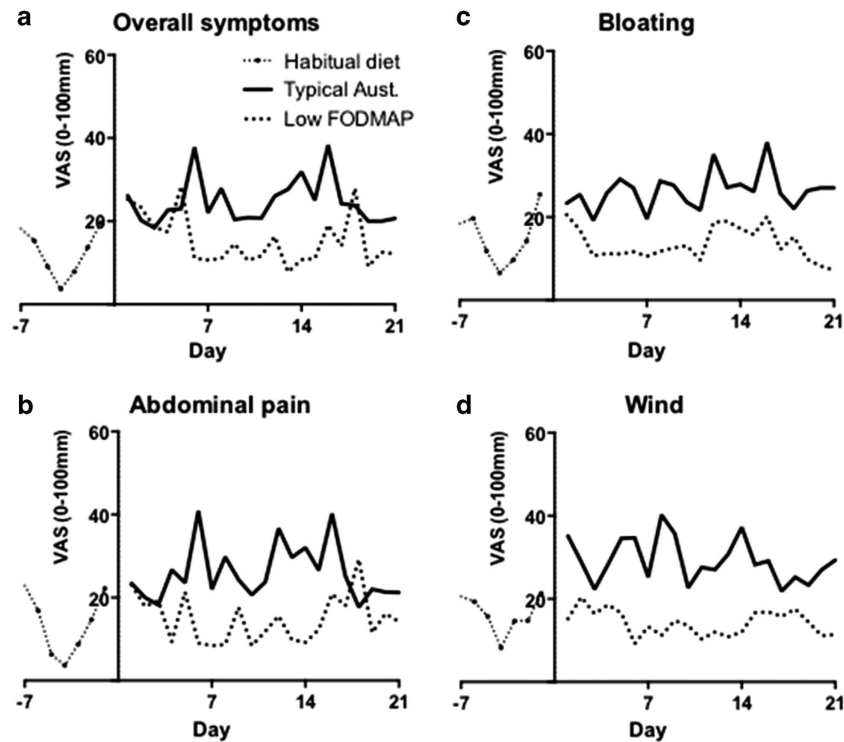 a
Overall symptoms
60
40
20
VAS (0-100mm)
Habitual diet
Typical Aust.
Low FODMAP
-7
7
14
21
Day
c
Bloating
60
40
20
VAS (0-100mm)
-7
7
14
21
Day
b
Abdominal pain
60
40
20
VAS (0-100mm)
-7
7
14
21
Day
d
Wind
60
40
20
VAS (0-100mm)
-7
7
14
21
Day